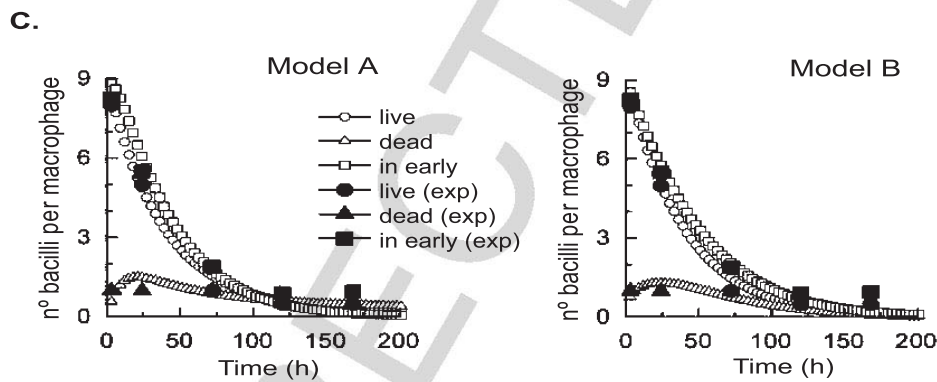 C.
Model A
nº bacilli per macrophage
9
6
3
0
live
dead
in early
live (exp)
dead (exp)
in early (exp)
0 50 100 150 200
Time (h)
Model B
nº bacilli per macrophage
9
6
3
0
0 50 100 150 200
Time (h)